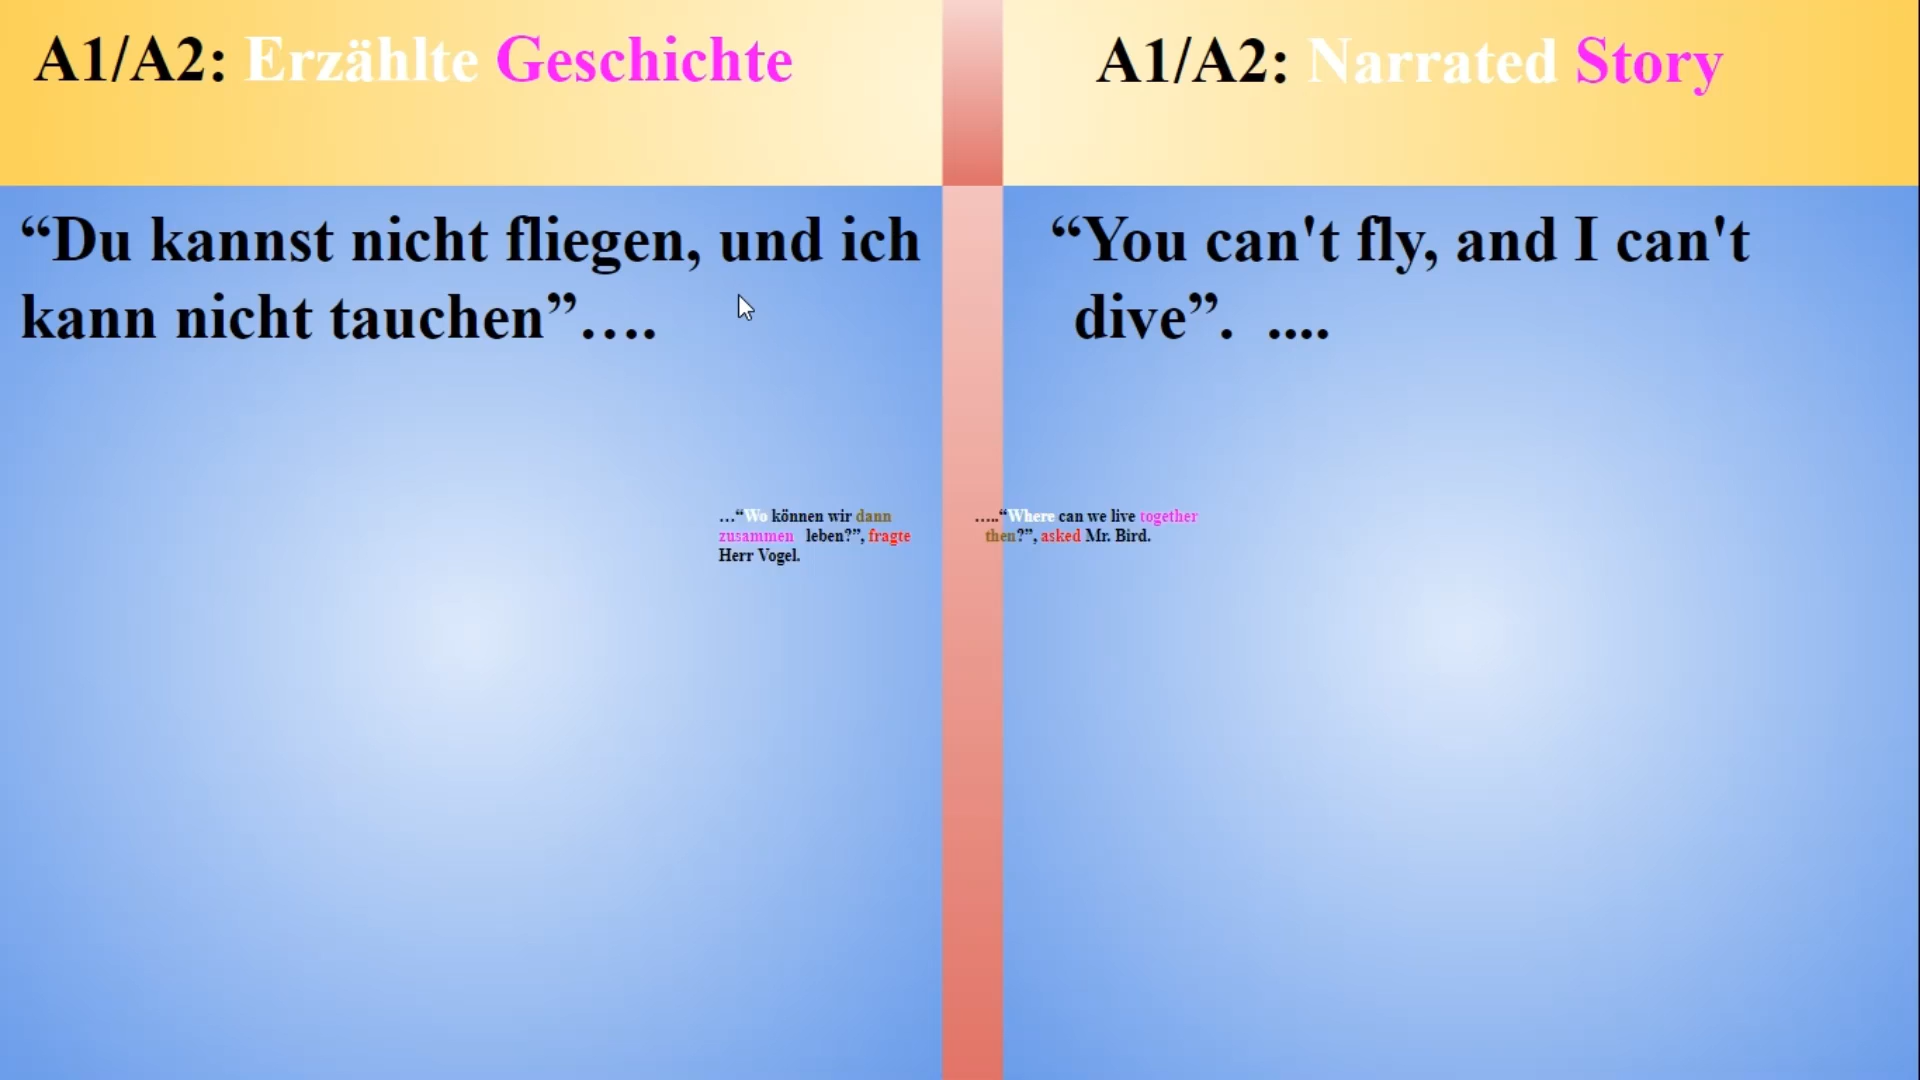 A1/A2: Erzählte Geschichte
“Du kannst nicht fliegen, und ich
kann nicht tauchen”….
…“Wo können wir dann
zusammen leben?”, fragte
Herr Vogel.
A1/A2: Narrated Story
“You can't fly, and I can't
dive”. ....
…..“Where can we live together
then?”, asked Mr. Bird.